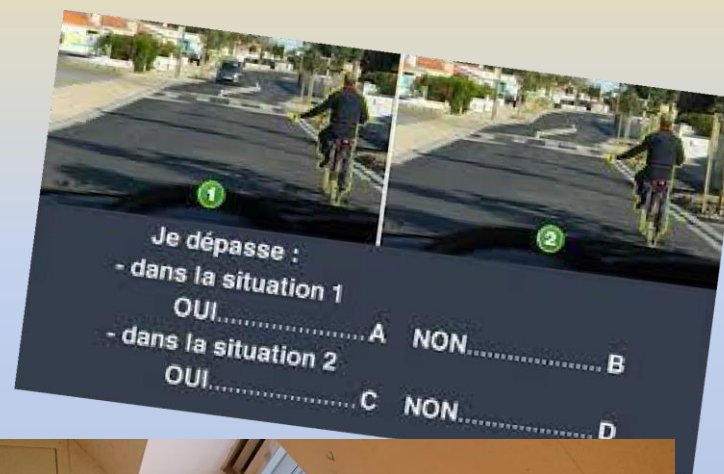 1
2
Je dépasse :
- dans la situation 1
OUI....................A NON....................B
- dans la situation 2
OUI....................C NON....................D